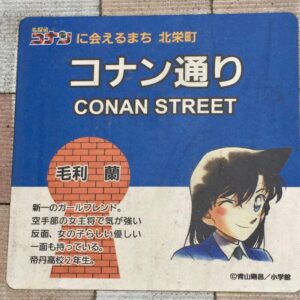 名探偵コナンに会えるまち 北栄町
コナン通り
CONAN STREET
毛利 蘭
新一のガールフレンド。
空手部の女主将で気が強い
反面、女の子らしい優しい
一面も持っている。
帝丹高校2年生。
©青山剛昌／小学館